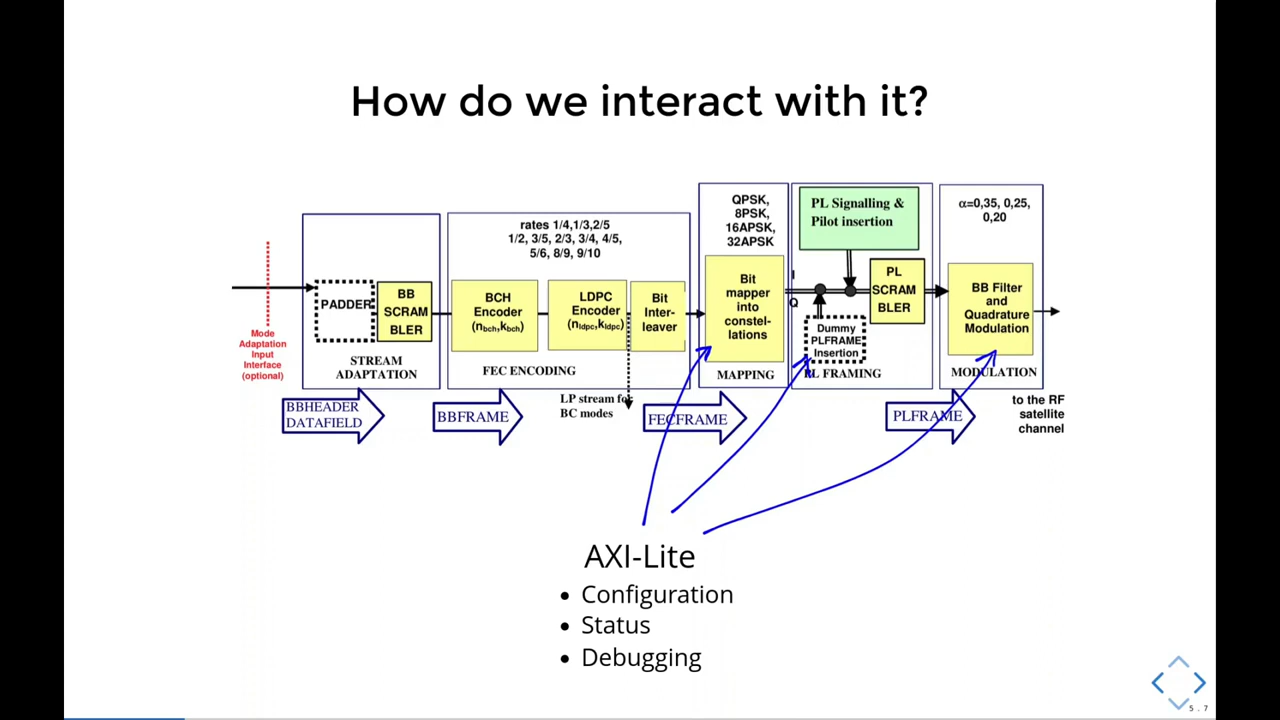 How do we interact with it?
Mode
Adaptation
Input
Interface
(optional)
PADDER
BB
SCRAM
BLER
STREAM
ADAPTATION
BBHEADER
DATAFIELD
rates 1/4,1/3,2/5
1/2, 3/5, 2/3, 3/4, 4/5,
5/6, 8/9, 9/10
BCH
Encoder
(nbch,kbch)
LDPC
Encoder
(nldpc,kldpc)
Bit
Inter-
leaver
FEC ENCODING
BBFRAME
LP stream for
BC modes
QPSK,
8PSK,
16APSK,
32APSK
Bit
mapper
into
constel-
lations
MAPPING
FECFRAME
I
Q
PL Signalling &
Pilot insertion
Dummy
PLFRAME
Insertion
PL
SCRAM
BLER
PL FRAMING
PLFRAME
α=0,35, 0,25,
0,20
BB Filter
and
Quadrature
Modulation
MODULATION
to the RF
satellite
channel
AXI-Lite
• Configuration
• Status
• Debugging
5.7